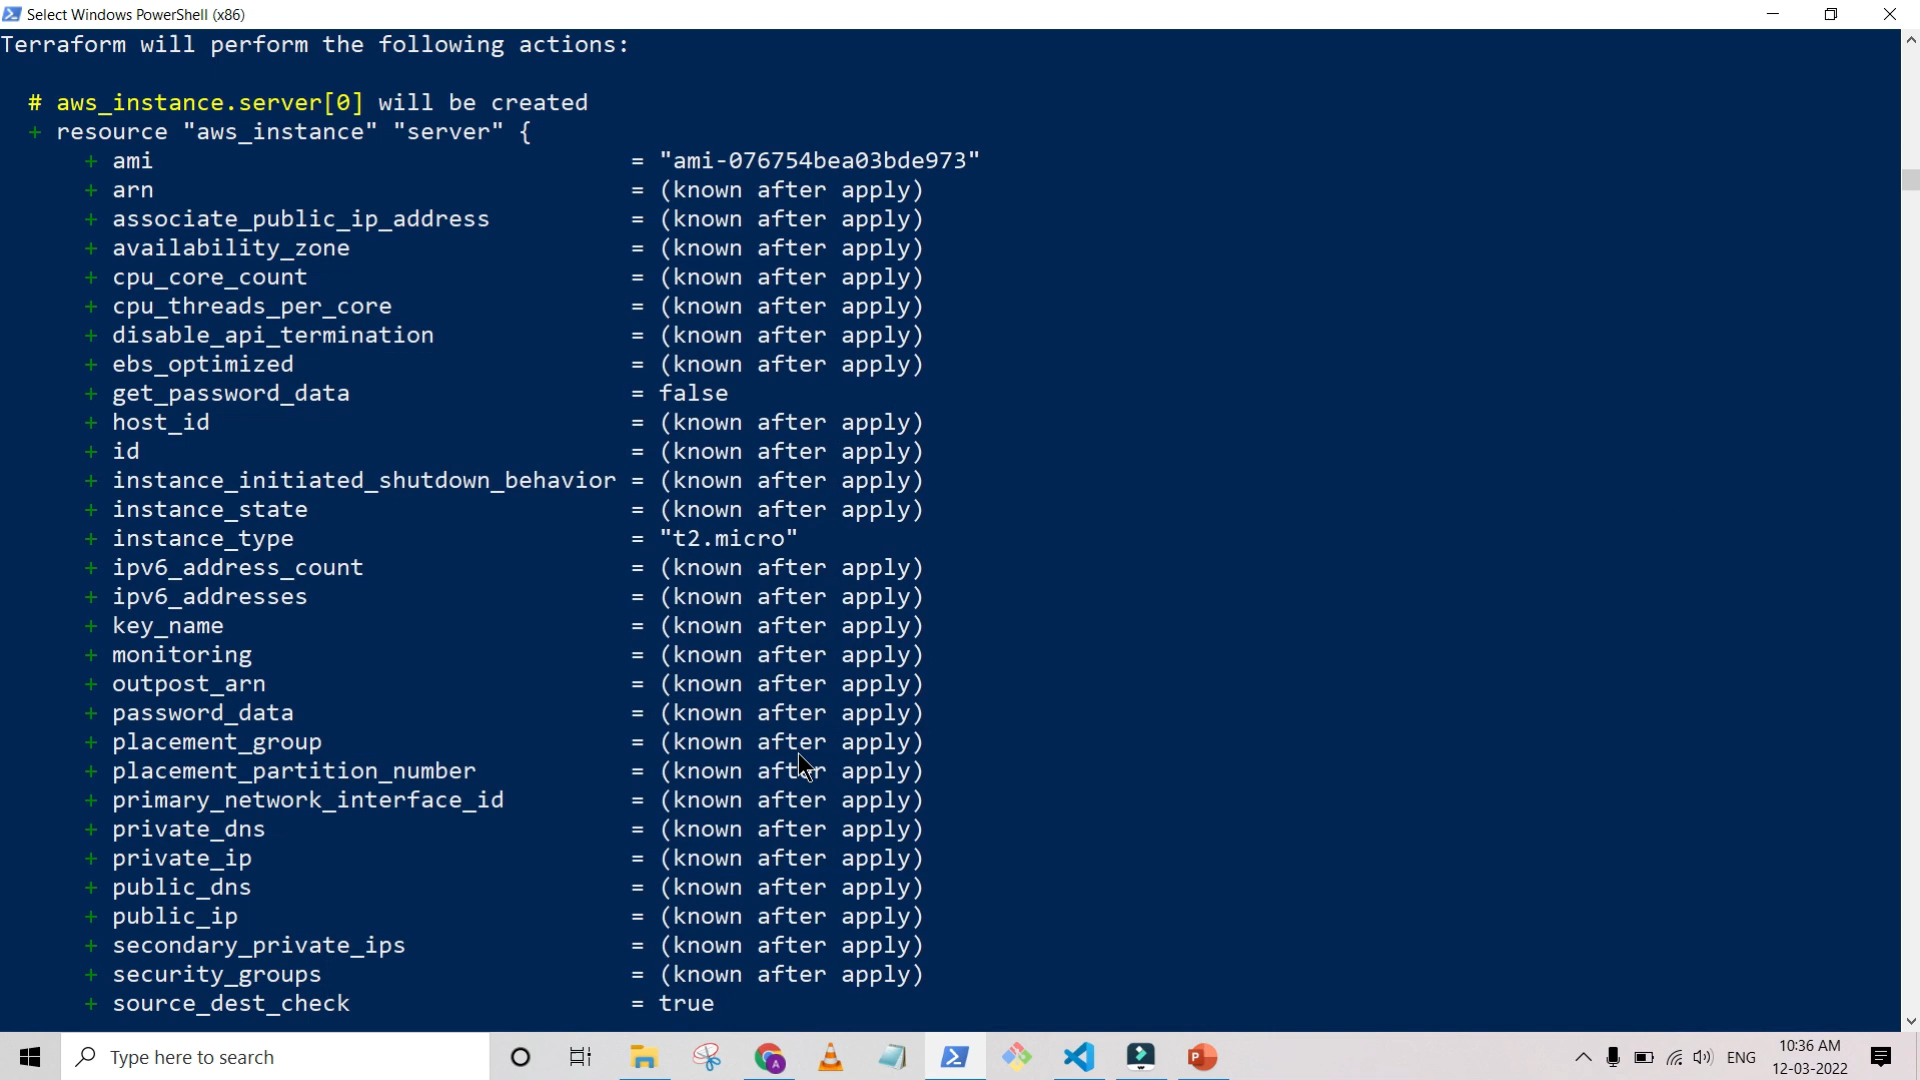 Select Windows PowerShell (x86)
Terraform will perform the following actions:
# aws_instance.server[0] will be created
+ resource "aws_instance" "server" {
+ ami = "ami-076754bea03bde973"
+ arn = (known after apply)
+ associate_public_ip_address = (known after apply)
+ availability_zone = (known after apply)
+ cpu_core_count = (known after apply)
+ cpu_threads_per_core = (known after apply)
+ disable_api_termination = (known after apply)
+ ebs_optimized = (known after apply)
+ get_password_data = false
+ host_id = (known after apply)
+ id = (known after apply)
+ instance_initiated_shutdown_behavior = (known after apply)
+ instance_state = (known after apply)
+ instance_type = "t2.micro"
+ ipv6_address_count = (known after apply)
+ ipv6_addresses = (known after apply)
+ key_name = (known after apply)
+ monitoring = (known after apply)
+ outpost_arn = (known after apply)
+ password_data = (known after apply)
+ placement_group = (known after apply)
+ placement_partition_number = (known after apply)
+ primary_network_interface_id = (known after apply)
+ private_dns = (known after apply)
+ private_ip = (known after apply)
+ public_dns = (known after apply)
+ public_ip = (known after apply)
+ secondary_private_ips = (known after apply)
+ security_groups = (known after apply)
+ source_dest_check = true
Type here to search
ENG
10:36 AM
12-03-2022